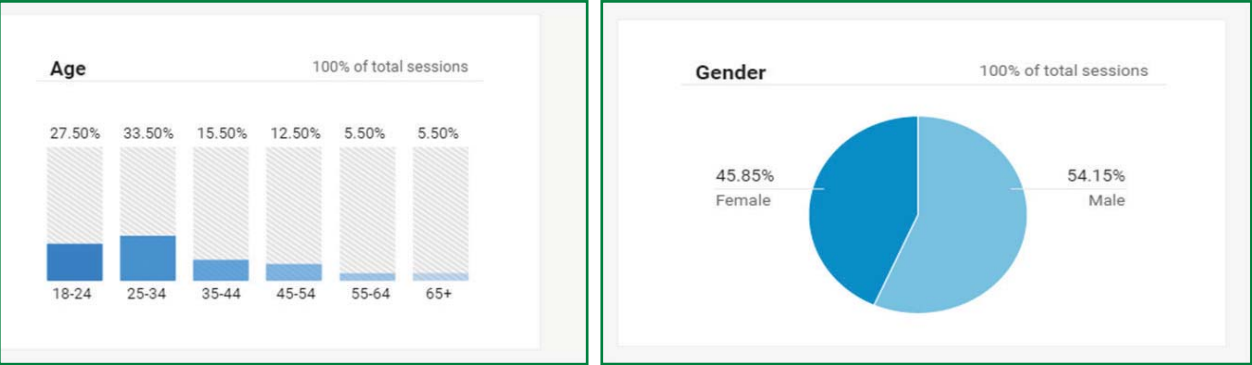 Age
100% of total sessions
27.50% 33.50% 15.50% 12.50% 5.50% 5.50%
18-24 25-34 35-44 45-54 55-64 65+
Gender
100% of total sessions
45.85%
Female
54.15%
Male